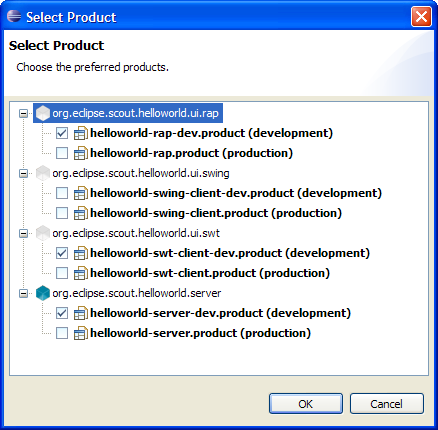 Select Product
Select Product
Choose the preferred products.
org.eclipse.scout.helloworld.ui.rap
helloworld-rap-dev.product (development)
helloworld-rap.product (production)
org.eclipse.scout.helloworld.ui.swing
helloworld-swing-client-dev.product (development)
helloworld-swing-client.product (production)
org.eclipse.scout.helloworld.ui.swt
helloworld-swt-client-dev.product (development)
helloworld-swt-client.product (production)
org.eclipse.scout.helloworld.server
helloworld-server-dev.product (development)
helloworld-server.product (production)
OK Cancel